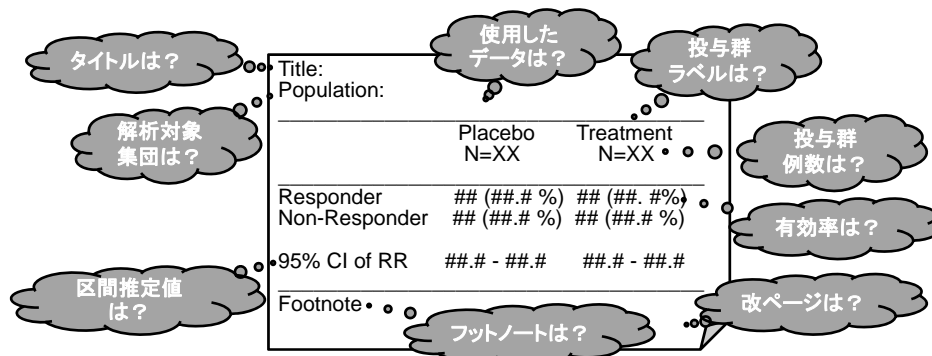 使用した
データは？
投与群
ラベルは？
タイトルは？
Title:
Population:
解析対象
集団は？
Placebo Treatment
N=XX N=XX
投与群
例数は？
Responder ## (##.# %) ## (##. #%)
Non-Responder ## (##.# %) ## (##.# %)
有効率は？
95% CI of RR ##.# - ##.# ##.# - ##.#
区間推定値
は？
Footnote
改ページは？
フットノートは？